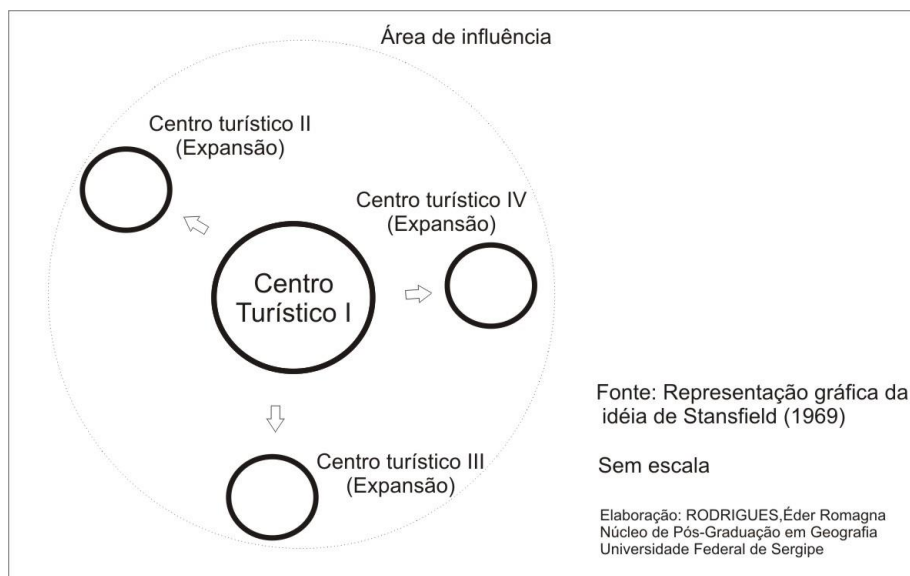 Área de influência
Centro turístico II
(Expansão)
Centro turístico IV
(Expansão)
Centro
Turístico I
Centro turístico III
(Expansão)
Fonte: Representação gráfica da
idéia de Stansfield (1969)
Sem escala
Elaboração: RODRIGUES,Éder Romagna
Núcleo de Pós-Graduação em Geografia
Universidade Federal de Sergipe